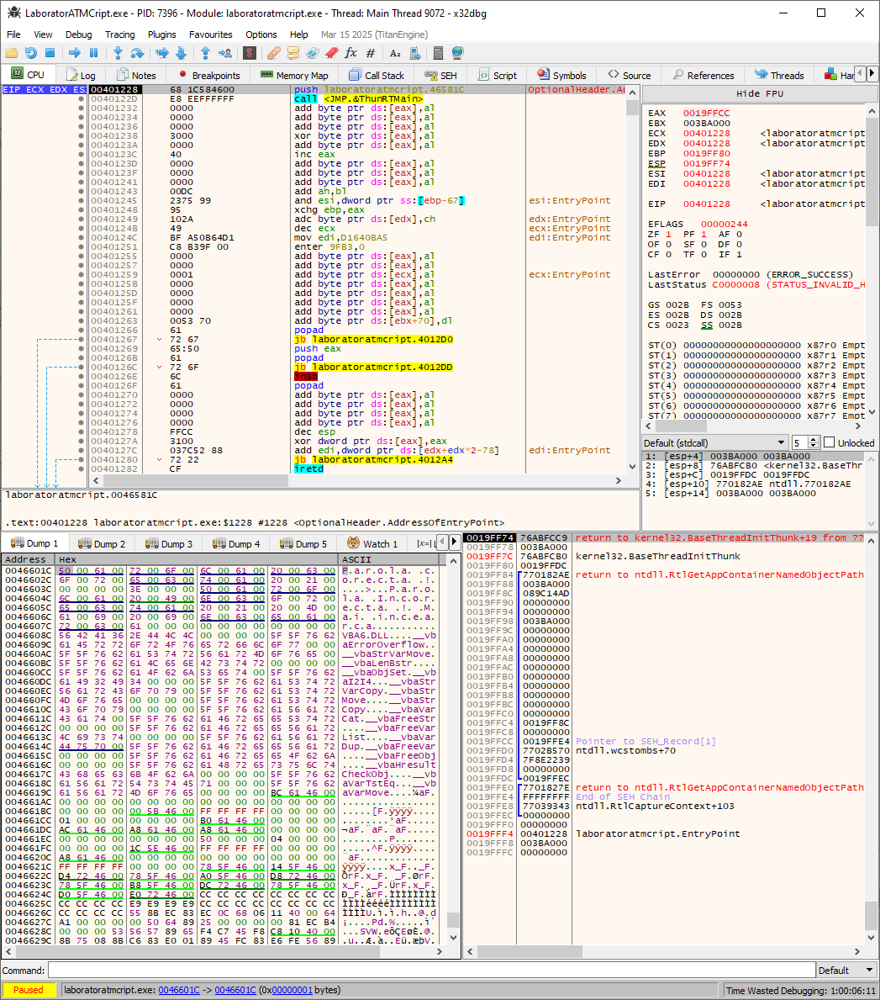 LaboratorATMCript.exe - PID: 7396 - Module: laboratoratmcript.exe - Thread: Main Thread 9072 - x32dbg
File View Debug Tracing Plugins Favourites Options Help Mar 15 2025 (TitanEngine)
CPU Log Notes Breakpoints Memory Map Call Stack SEH Script Symbols Source References Threads Han
EIP ECX EDX ES
00401228 68 1C584600 push laboratoratmcript.46581C OptionalHeader.Ad
0040122D E8 EEFFFFFF call <JMP.&ThunRTMain>
00401232 0000 add byte ptr ds:[eax],al
00401234 0000 add byte ptr ds:[eax],al
00401236 0000 add byte ptr ds:[eax],al
00401238 3000 xor byte ptr ds:[eax],al
0040123A 0000 add byte ptr ds:[eax],al
0040123C 40 inc eax
0040123D 0000 add byte ptr ds:[eax],al
0040123F 0000 add byte ptr ds:[eax],al
00401241 0000 add byte ptr ds:[eax],al
00401243 00DC add ah,bl
00401245 2375 99 and esi,dword ptr ss:[ebp-67] esi:EntryPoint
00401248 95 xchg ebp,eax
00401249 102A adc byte ptr ds:[edx],ch edx:EntryPoint
0040124B 49 dec ecx ecx:EntryPoint
0040124C BF A50B64D1 mov edi,D1640BA5 edi:EntryPoint
00401251 C8 B39F 00 enter 9FB3,0
00401255 0000 add byte ptr ds:[eax],al
00401257 0000 add byte ptr ds:[eax],al
00401259 0001 add byte ptr ds:[ecx],al ecx:EntryPoint
0040125B 0000 add byte ptr ds:[eax],al
0040125D 0000 add byte ptr ds:[eax],al
0040125F 0000 add byte ptr ds:[eax],al
00401261 0000 add byte ptr ds:[eax],al
00401263 0053 70 add byte ptr ds:[ebx+70],dl
00401266 61 popad
00401267 72 67 jb laboratoratmcript.4012D0
00401269 65:50 push eax
0040126B 61 popad
0040126C 72 6F jb laboratoratmcript.4012DD
0040126E 6C insb
0040126F 61 popad
00401270 0000 add byte ptr ds:[eax],al
00401272 0000 add byte ptr ds:[eax],al
00401274 0000 add byte ptr ds:[eax],al
00401276 0000 add byte ptr ds:[eax],al
00401278 FFCC dec esp
0040127A 3100 xor dword ptr ds:[eax],eax
0040127C 037C52 88 add edi,dword ptr ds:[edx+edx*2-78] edi:EntryPoint
00401280 72 22 jb laboratoratmcript.4012A4
00401282 CF iretd
Hide FPU
EAX 0019FFCC
EBX 003BA000
ECX 00401228 <laboratoratmcript
EDX 00401228 <laboratoratmcript
EBP 0019FF80
ESP 0019FF74
ESI 00401228 <laboratoratmcript
EDI 00401228 <laboratoratmcript
EIP 00401228 <laboratoratmcript
EFLAGS 00000244
ZF 1 PF 1 AF 0
OF 0 SF 0 DF 0
CF 0 TF 0 IF 1
LastError 00000000 (ERROR_SUCCESS)
LastStatus C0000008 (STATUS_INVALID_H
GS 002B FS 0053
ES 002B DS 002B
CS 0023 SS 002B
ST(0) 00000000000000000000 x87r0 Empt
ST(1) 00000000000000000000 x87r1 Empt
ST(2) 00000000000000000000 x87r2 Empt
ST(3) 00000000000000000000 x87r3 Empt
ST(4) 00000000000000000000 x87r4 Empt
ST(5) 00000000000000000000 x87r5 Empt
ST(6) 00000000000000000000 x87r6 Empt
ST(7) 00000000000000000000 x87r7 Empt
Default (stdcall) 5 Unlocked
1: [esp+4] 003BA000 003BA000
2: [esp+8] 76ABFCB0 <kernel32.BaseThr
3: [esp+C] 0019FFDC 0019FFDC
4: [esp+10] 770182AE ntdll.770182AE
5: [esp+14] 003BA000 003BA000
laboratoratmcript.0046581C
.text:00401228 laboratoratmcript.exe:$1228 #1228 <OptionalHeader.AddressOfEntryPoint>
Dump 1 Dump 2 Dump 3 Dump 4 Dump 5 Watch 1 [x=]
Address Hex ASCII
0046601C 50 00 61 00 72 00 6F 00 6C 00 61 00 20 00 63 00 P.a.r.o.l.a. .c.
0046602C 6F 00 72 00 65 00 63 00 74 00 61 00 20 00 21 00 o.r.e.c.t.a. .!.
0046603C 00 00 00 00 3E 00 00 00 50 00 61 00 72 00 6F 00 ....>...P.a.r.o.
0046604C 6C 00 61 00 20 00 49 00 6E 00 63 00 6F 00 72 00 l.a. .I.n.c.o.r.
0046605C 65 00 63 00 74 00 61 00 20 00 21 00 20 00 4D 00 e.c.t.a. .!. .M.
0046606C 61 00 69 00 20 00 69 00 6E 00 63 00 65 00 61 00 a.i. .i.n.c.e.a.
0046607C 72 00 63 00 61 00 00 00 00 00 00 00 00 00 00 00 r.c.a...........
0046608C 56 42 41 36 2E 44 4C 4C 00 00 00 00 5F 5F 76 62 VBA6.DLL....__vb
0046609C 61 45 72 72 6F 72 4F 76 65 72 66 6C 6F 77 00 00 aErrorOverflow..
004660AC 5F 5F 76 62 61 53 74 72 56 61 72 4D 6F 76 65 00 __vbaStrVarMove.
004660BC 5F 5F 76 62 61 4C 65 6E 42 73 74 72 00 00 00 00 __vbaLenBstr....
004660CC 5F 5F 76 62 61 4F 62 6A 53 65 74 00 5F 5F 76 62 __vbaObjSet.__vb
004660DC 61 49 32 49 34 00 00 00 5F 5F 76 62 61 53 74 72 aI2I4...__vbaStr
004660EC 56 61 72 43 6F 70 79 00 5F 5F 76 62 61 53 74 72 VarCopy.__vbaStr
004660FC 4D 6F 76 65 00 00 00 00 5F 5F 76 62 61 53 74 72 Move....__vbaStr
0046610C 43 6F 70 79 00 00 00 00 5F 5F 76 62 61 56 61 72 Copy....__vbaVar
0046611C 43 61 74 00 5F 5F 76 62 61 46 72 65 65 53 74 72 Cat.__vbaFreeStr
0046612C 00 00 00 00 5F 5F 76 62 61 46 72 65 65 56 61 72 ....__vbaFreeVar
0046613C 4C 69 73 74 00 00 00 00 5F 5F 76 62 61 56 61 72 List....__vbaVar
0046614C 44 75 70 00 5F 5F 76 62 61 46 72 65 65 56 61 72 Dup.__vbaFreeVar
0046615C 00 00 00 00 5F 5F 76 62 61 46 72 65 65 4F 62 6A ....__vbaFreeObj
0046616C 00 00 00 00 5F 5F 76 62 61 48 72 65 73 75 6C 74 ....__vbaHresult
0046617C 43 68 65 63 6B 4F 62 6A 00 00 00 00 5F 5F 76 62 CheckObj....__vb
0046618C 61 56 61 72 54 73 74 45 71 00 00 00 5F 5F 76 62 aVarTstEq...__vb
0046619C 61 56 61 72 4D 6F 76 65 00 00 00 00 BC 61 46 00 aVarMove....¼aF.
004661AC 00 00 00 00 00 00 00 00 00 00 00 00 00 00 00 00 ................
004661BC 00 00 00 00 00 5B 46 00 FF FF FF FF 00 00 00 00 .....[F.ÿÿÿÿ....
004661CC 01 00 00 00 00 00 00 00 B0 61 46 00 00 00 00 00 ........°aF.....
004661DC AC 61 46 00 A8 61 46 00 A8 61 46 00 00 00 00 00 ¬aF.¨aF.¨aF.....
004661EC 00 00 00 00 00 00 00 00 50 00 00 00 04 00 00 00 ........P.......
004661FC 00 00 00 00 1C 5E 46 00 FF FF FF FF 00 00 00 00 .....^F.ÿÿÿÿ....
0046620C A8 61 46 00 00 00 00 00 00 00 00 00 00 00 00 00 ¨aF.............
0046621C FF FF FF FF 00 00 00 00 78 5F 46 00 14 5F 46 00 ÿÿÿÿ....x_F.._F.
0046622C D4 72 46 00 78 5F 46 00 A0 5F 46 00 D8 72 46 00 ÔrF.x_F. _F.ØrF.
0046623C 78 5F 46 00 B8 5F 46 00 DC 72 46 00 78 5F 46 00 x_F.¸_F.ÜrF.x_F.
0046624C D0 5F 46 00 E0 72 46 00 CC CC CC CC CC CC CC CC Ð_F.àrF.ÌÌÌÌÌÌÌÌ
0046625C CC CC CC CC E9 E9 E9 E9 CC CC CC CC CC CC CC CC ÌÌÌÌééééÌÌÌÌÌÌÌÌ
0046626C CC CC CC CC 55 8B EC 83 EC 0C 68 06 11 40 00 64 ÌÌÌÌU.ì.ì.h..@.d
0046627C A1 00 00 00 00 50 64 89 25 00 00 00 00 81 EC B4 ¡....Pd.%.....ì´
0046628C 00 00 00 53 56 57 89 65 F4 C7 45 F8 C8 10 40 00 ...SVW.eôÇEøÈ.@.
0046629C 8B 75 08 8B C6 83 E0 01 89 45 FC 83 E6 FE 56 89 .u..Æ.à..Eü.æþV.
0019FF74 76ABFCC9 return to kernel32.BaseThreadInitThunk+19 from ??
0019FF78 003BA000
0019FF7C 76ABFCB0 kernel32.BaseThreadInitThunk
0019FF80 0019FFDC
0019FF84 770182AE return to ntdll.RtlGetAppContainerNamedObjectPath
0019FF88 003BA000
0019FF8C 089C14AD
0019FF90 00000000
0019FF94 00000000
0019FF98 003BA000
0019FF9C 00000000
0019FFA0 00000000
0019FFA4 00000000
0019FFA8 00000000
0019FFAC 00000000
0019FFB0 00000000
0019FFB4 00000000
0019FFB8 00000000
0019FFBC 00000000
0019FFC0 00000000
0019FFC4 0019FF8C
0019FFC8 00000000
0019FFCC 0019FFE4 Pointer to SEH_Record[1]
0019FFD0 7702B570 ntdll.wcstombs+70
0019FFD4 7F8E2239
0019FFD8 00000000
0019FFDC 0019FFEC
0019FFE0 7701827E return to ntdll.RtlGetAppContainerNamedObjectPath
0019FFE4 FFFFFFFF End of SEH Chain
0019FFE8 77039343 ntdll.RtlCaptureContext+103
0019FFEC 00000000
0019FFF0 00000000
0019FFF4 00401228 laboratoratmcript.EntryPoint
0019FFF8 003BA000
0019FFFC 00000000
Command: Default
Paused laboratoratmcript.exe: 0046601C -> 0046601C (0x00000001 bytes) Time Wasted Debugging: 1:00:06:11